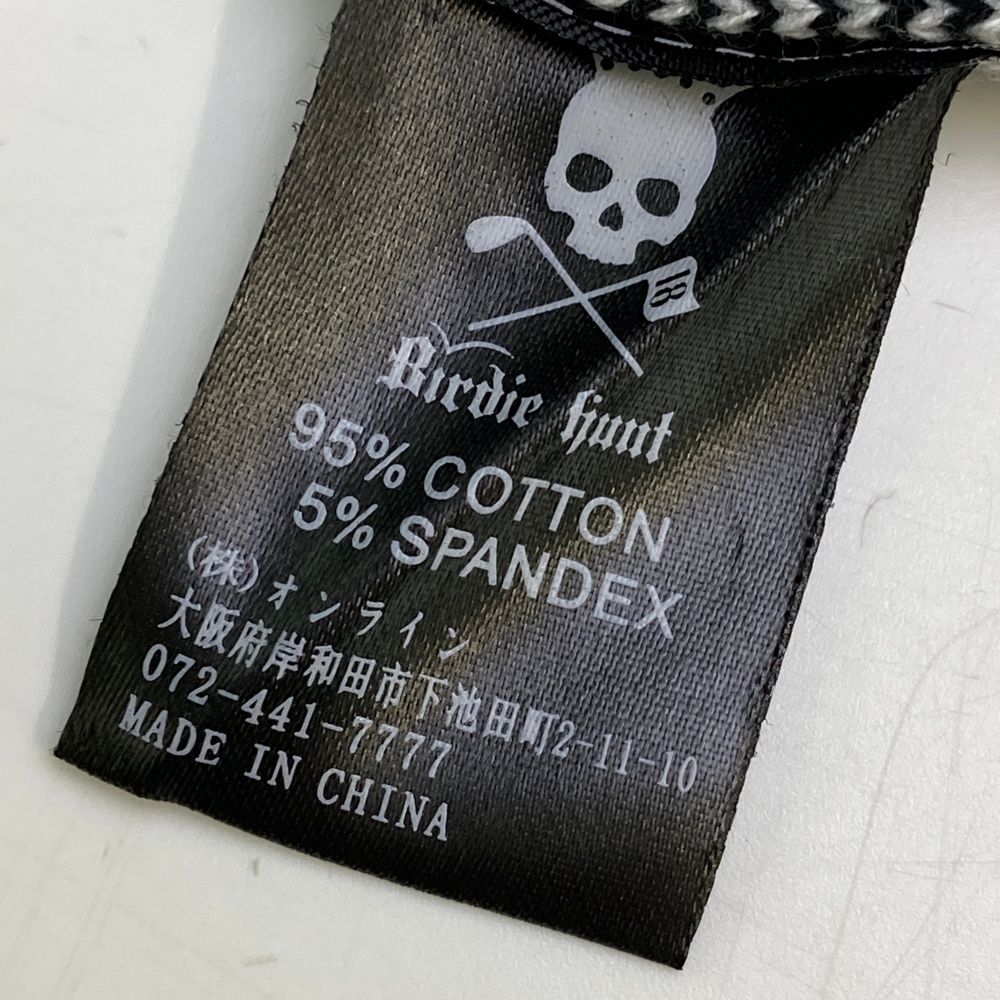 18
Birdie hunt
95% COTTON
5% SPANDEX
(株)オンライン
大阪府岸和田市下池田町2-11-10
072-441-7777
MADE IN CHINA